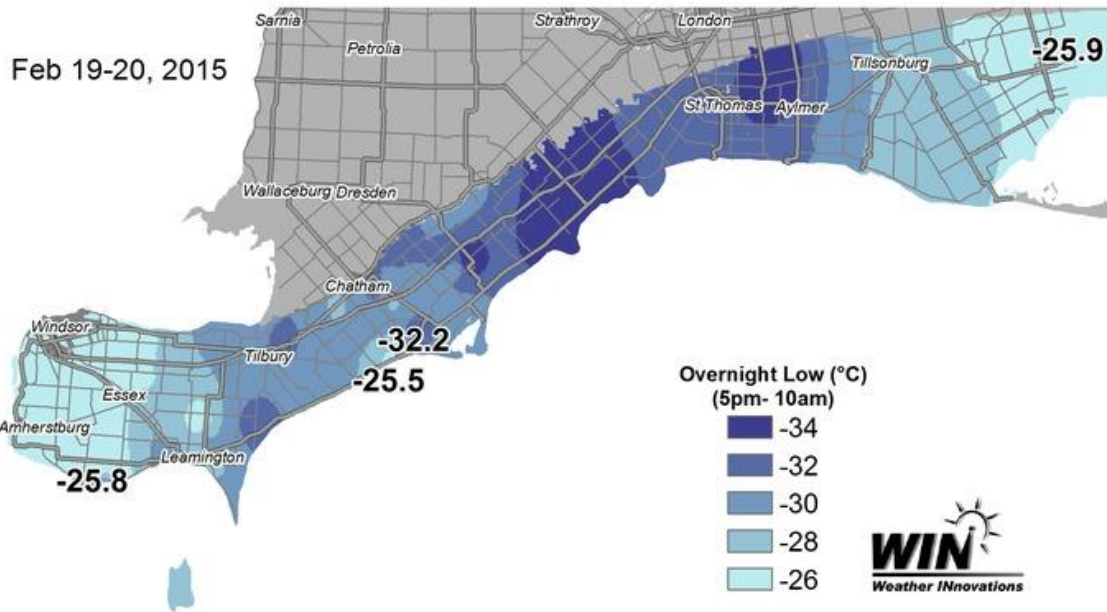 Sarnia
Strathroy
London
Petrolia
Feb 19-20, 2015
-25.9
Tillsonburg
St Thomas
Aylmer
Wallaceburg
Dresden
Chatham
Windsor
-32.2
Tilbury
-25.5
Essex
Amherstburg
Leamington
-25.8
Overnight Low (°C)
(5pm- 10am)
-34
-32
-30
-28
-26
WIN
Weather INnovations